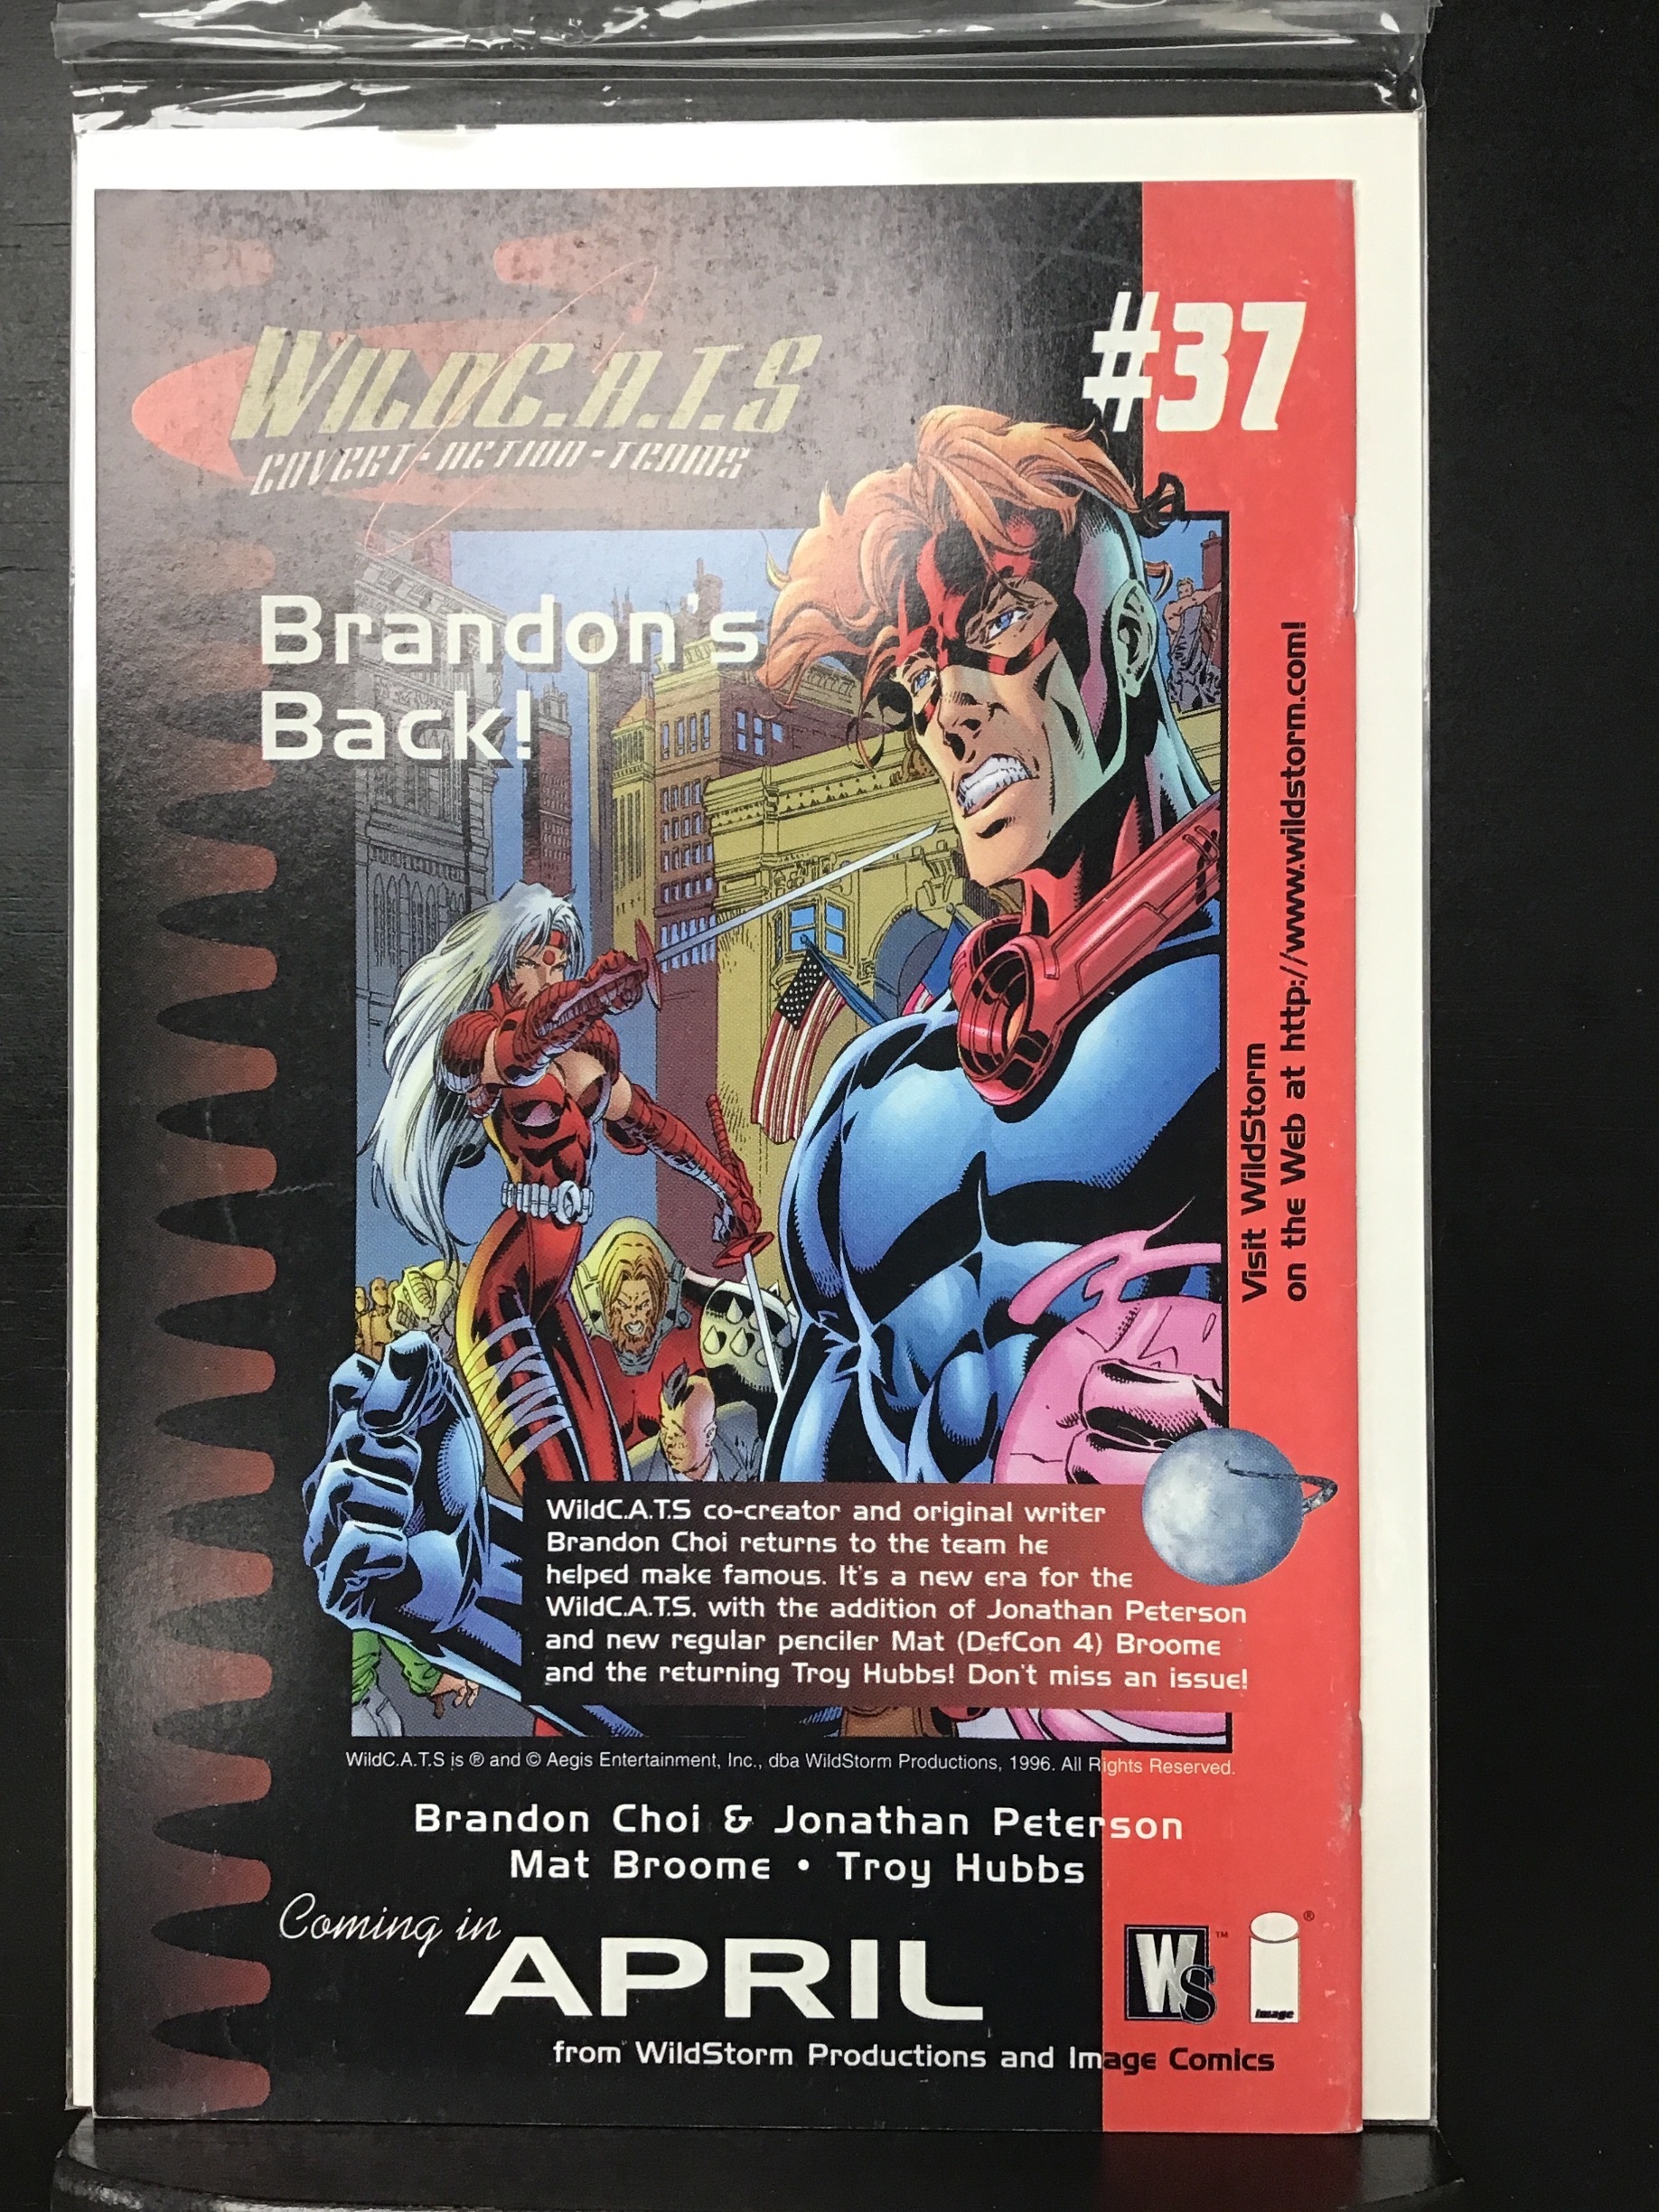 #37
WildC.A.T.S
COVERT-ACTION-TEAMS
Brandon's
Back!
Visit WildStorm
on the Web at http://www.wildstorm.com!
WildC.A.T.S co-creator and original writer
Brandon Choi returns to the team he
helped make famous. It's a new era for the
WildC.A.T.S. with the addition of Jonathan Peterson
and new regular penciler Mat (DefCon 4) Broome
and the returning Troy Hubbs! Don't miss an issue!
WildC.A.T.S is ® and © Aegis Entertainment, Inc., dba WildStorm Productions, 1996. All Rights Reserved.
Brandon Choi & Jonathan Peterson
Mat Broome • Troy Hubbs
Coming in
APRIL
WS™
image®
from WildStorm Productions and Image Comics